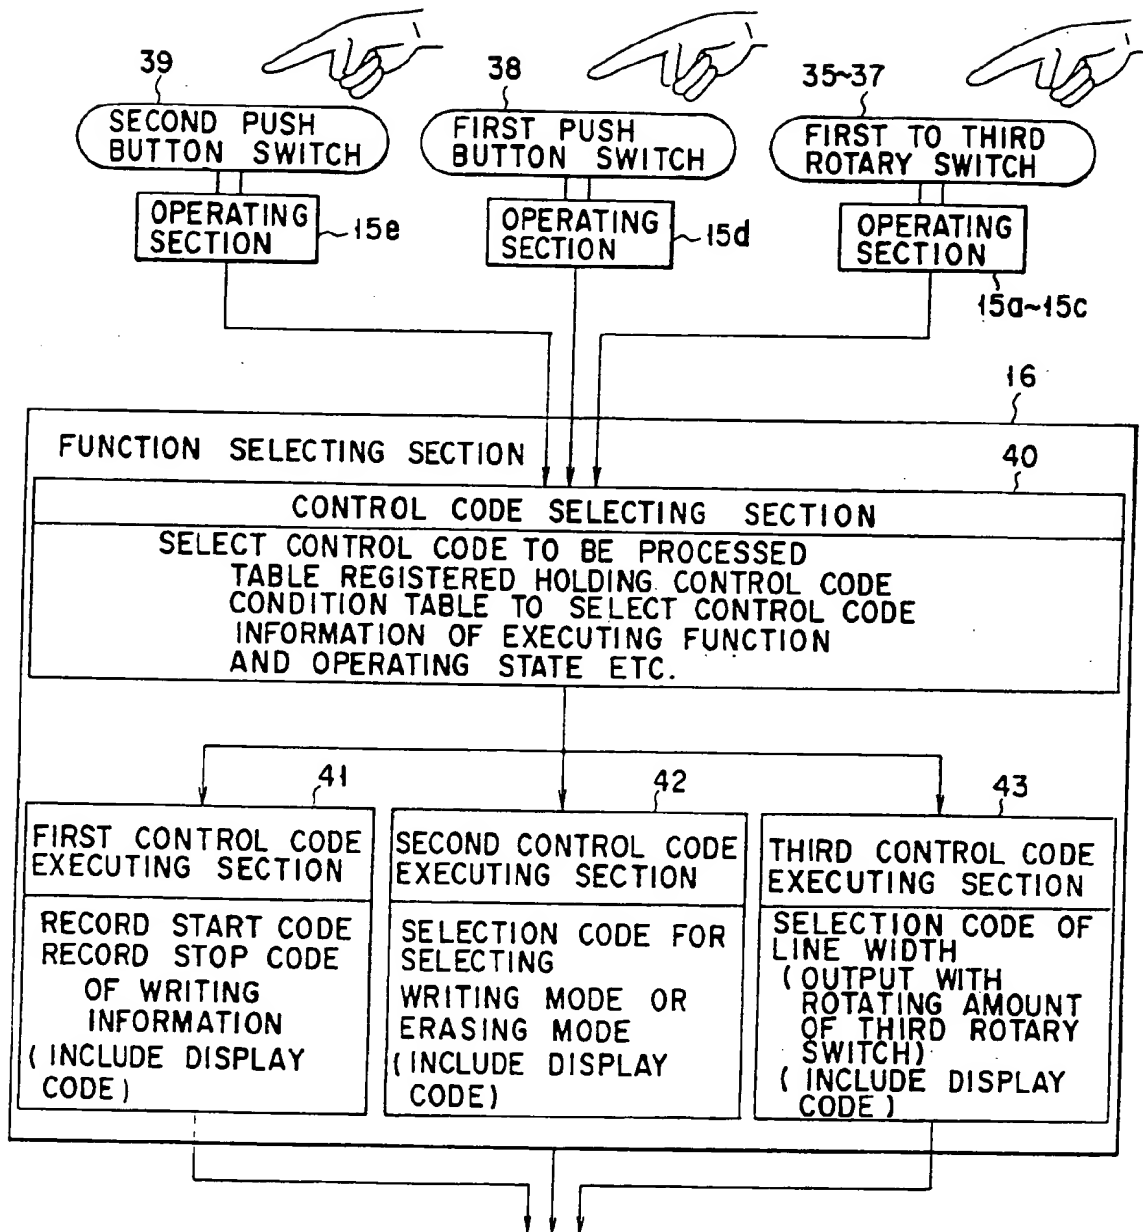 39
SECOND PUSH
BUTTON SWITCH
38
FIRST PUSH
BUTTON SWITCH
35~37
FIRST TO THIRD
ROTARY SWITCH
OPERATING
SECTION
15e
OPERATING
SECTION
15d
OPERATING
SECTION
15a~15c
16
FUNCTION SELECTING SECTION
40
CONTROL CODE SELECTING SECTION
SELECT CONTROL CODE TO BE PROCESSED
TABLE REGISTERED HOLDING CONTROL CODE
CONDITION TABLE TO SELECT CONTROL CODE
INFORMATION OF EXECUTING FUNCTION
AND OPERATING STATE ETC.
41
FIRST CONTROL CODE
EXECUTING SECTION
RECORD START CODE
RECORD STOP CODE
OF WRITING
INFORMATION
(INCLUDE DISPLAY
CODE)
42
SECOND CONTROL CODE
EXECUTING SECTION
SELECTION CODE FOR
SELECTING
WRITING MODE OR
ERASING MODE
(INCLUDE DISPLAY
CODE)
43
THIRD CONTROL CODE
EXECUTING SECTION
SELECTION CODE OF
LINE WIDTH
(OUTPUT WITH
ROTATING AMOUNT
OF THIRD ROTARY
SWITCH)
(INCLUDE DISPLAY
CODE)